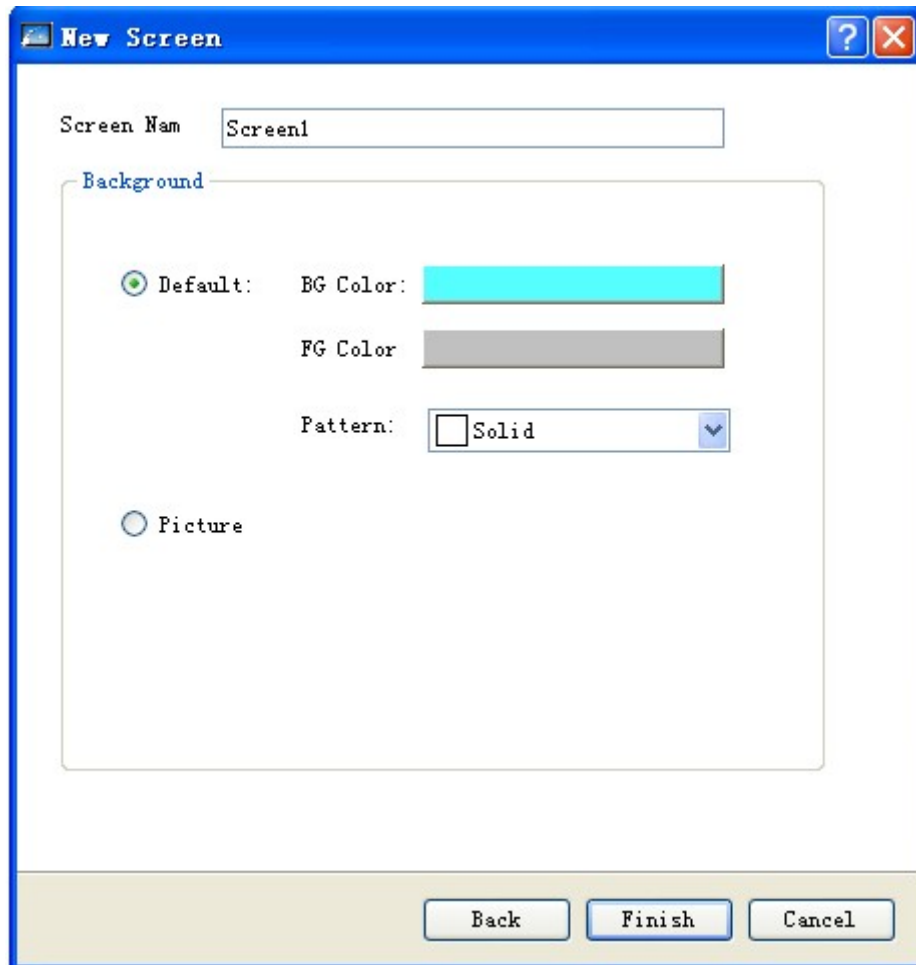 New Screen
Screen Nam Screen1
Background
Default: BG Color:
FG Color
Pattern: Solid
Picture
Back Finish Cancel